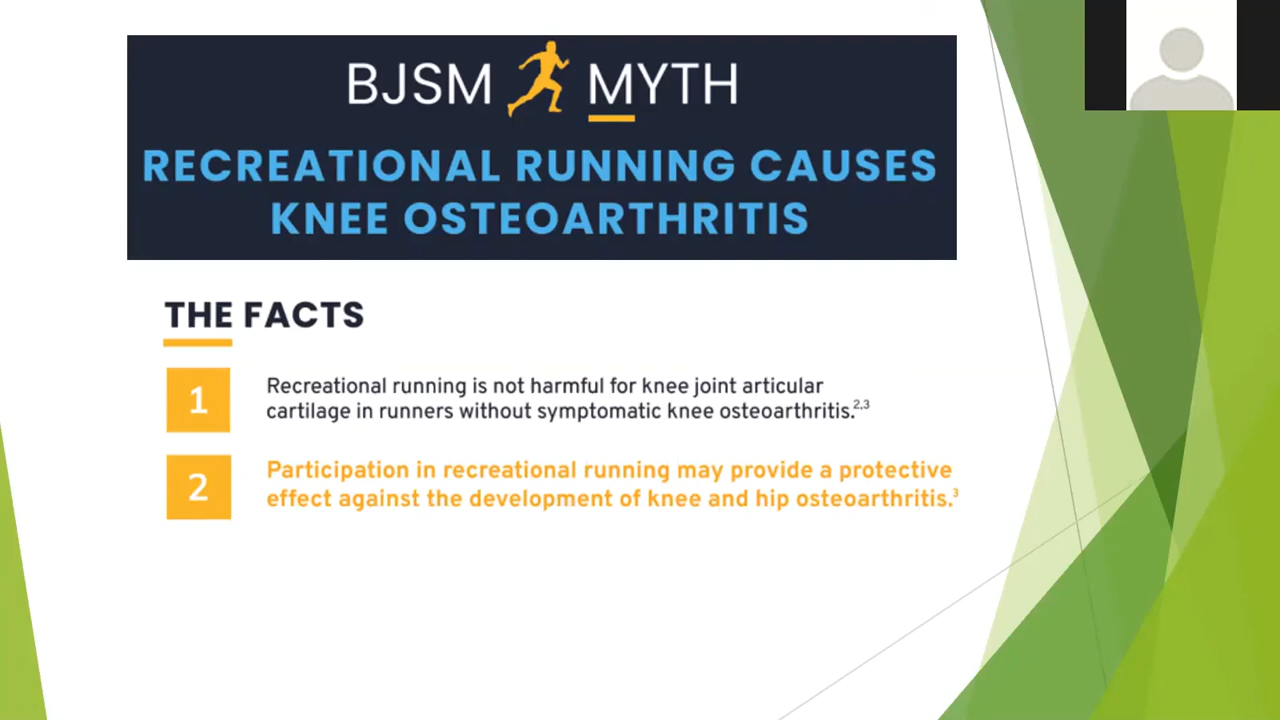 BJSM MYTH
RECREATIONAL RUNNING CAUSES
KNEE OSTEOARTHRITIS
THE FACTS
1
Recreational running is not harmful for knee joint articular
cartilage in runners without symptomatic knee osteoarthritis.2,3
2
Participation in recreational running may provide a protective
effect against the development of knee and hip osteoarthritis.3